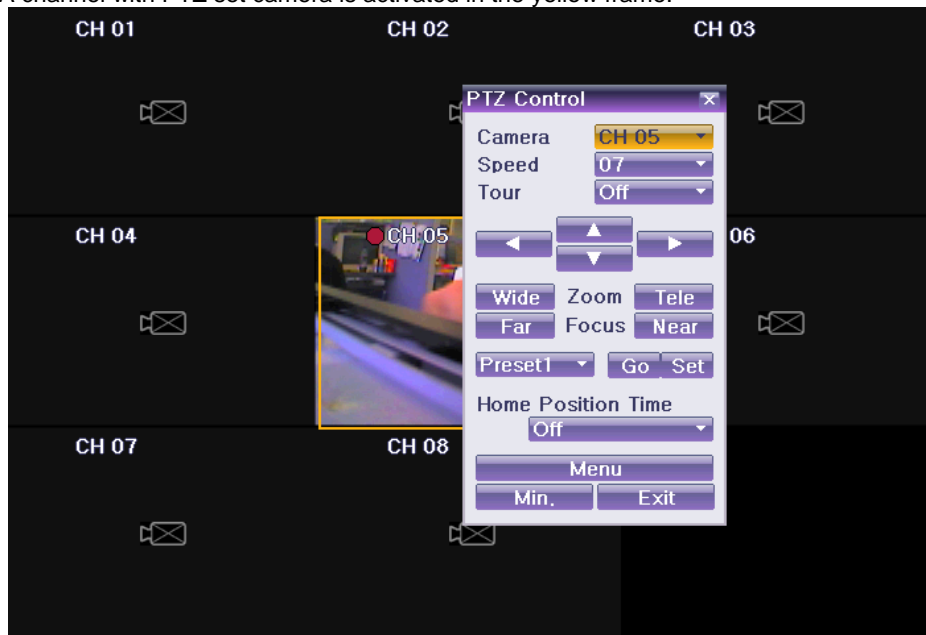 A channel with PTZ set camera is activated in the yellow frame.
CH 01
CH 02
CH 03
PTZ Control
Camera CH 05
Speed 07
Tour Off
CH 04
CH 05
06
Wide Zoom Tele
Far Focus Near
Preset1 Go Set
Home Position Time
Off
CH 07
CH 08
Menu
Min. Exit